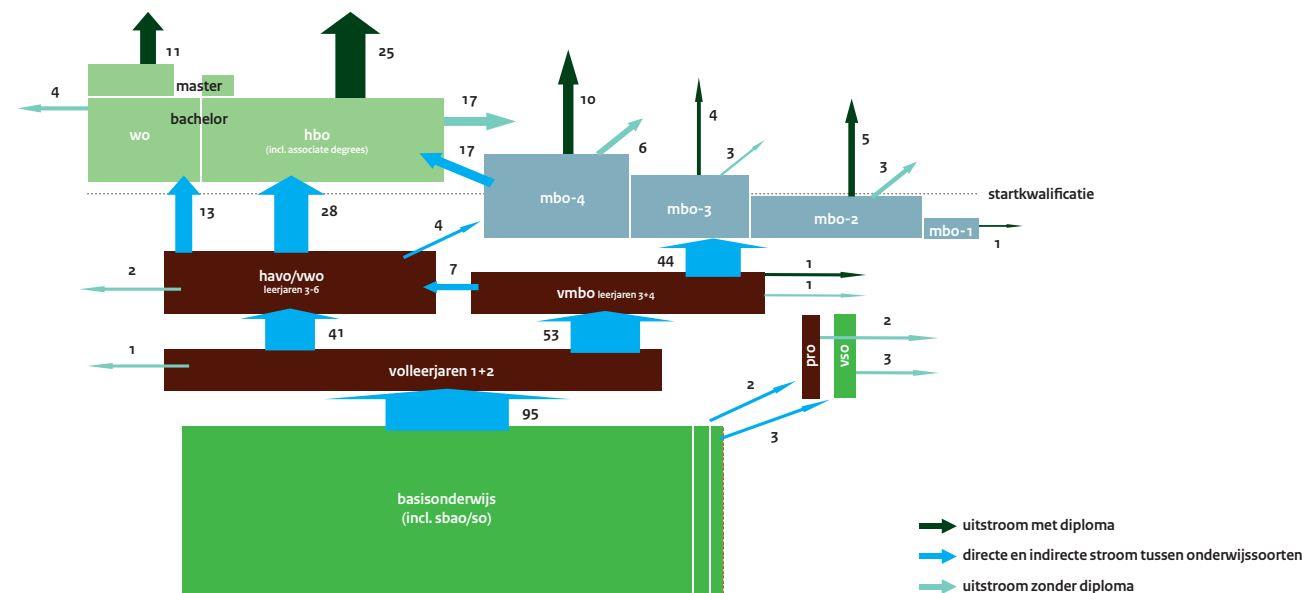 11
25
4
master
17
10
4
bachelor
wo
hbo
(incl. associate degrees)
17
6
3
5
3
mbo-4
mbo-3
mbo-2
mbo-1
startkwalificatie
13
28
4
1
2
havo/vwo
leerjaren 3-6
7
44
vmbo leerjaren 3+4
1
1
41
53
pro
vso
2
3
1
volleerjaren 1+2
95
2
3
basisonderwijs
(incl. sbao/so)
uitstroom met diploma
directe en indirecte stroom tussen onderwijssoorten
uitstroom zonder diploma